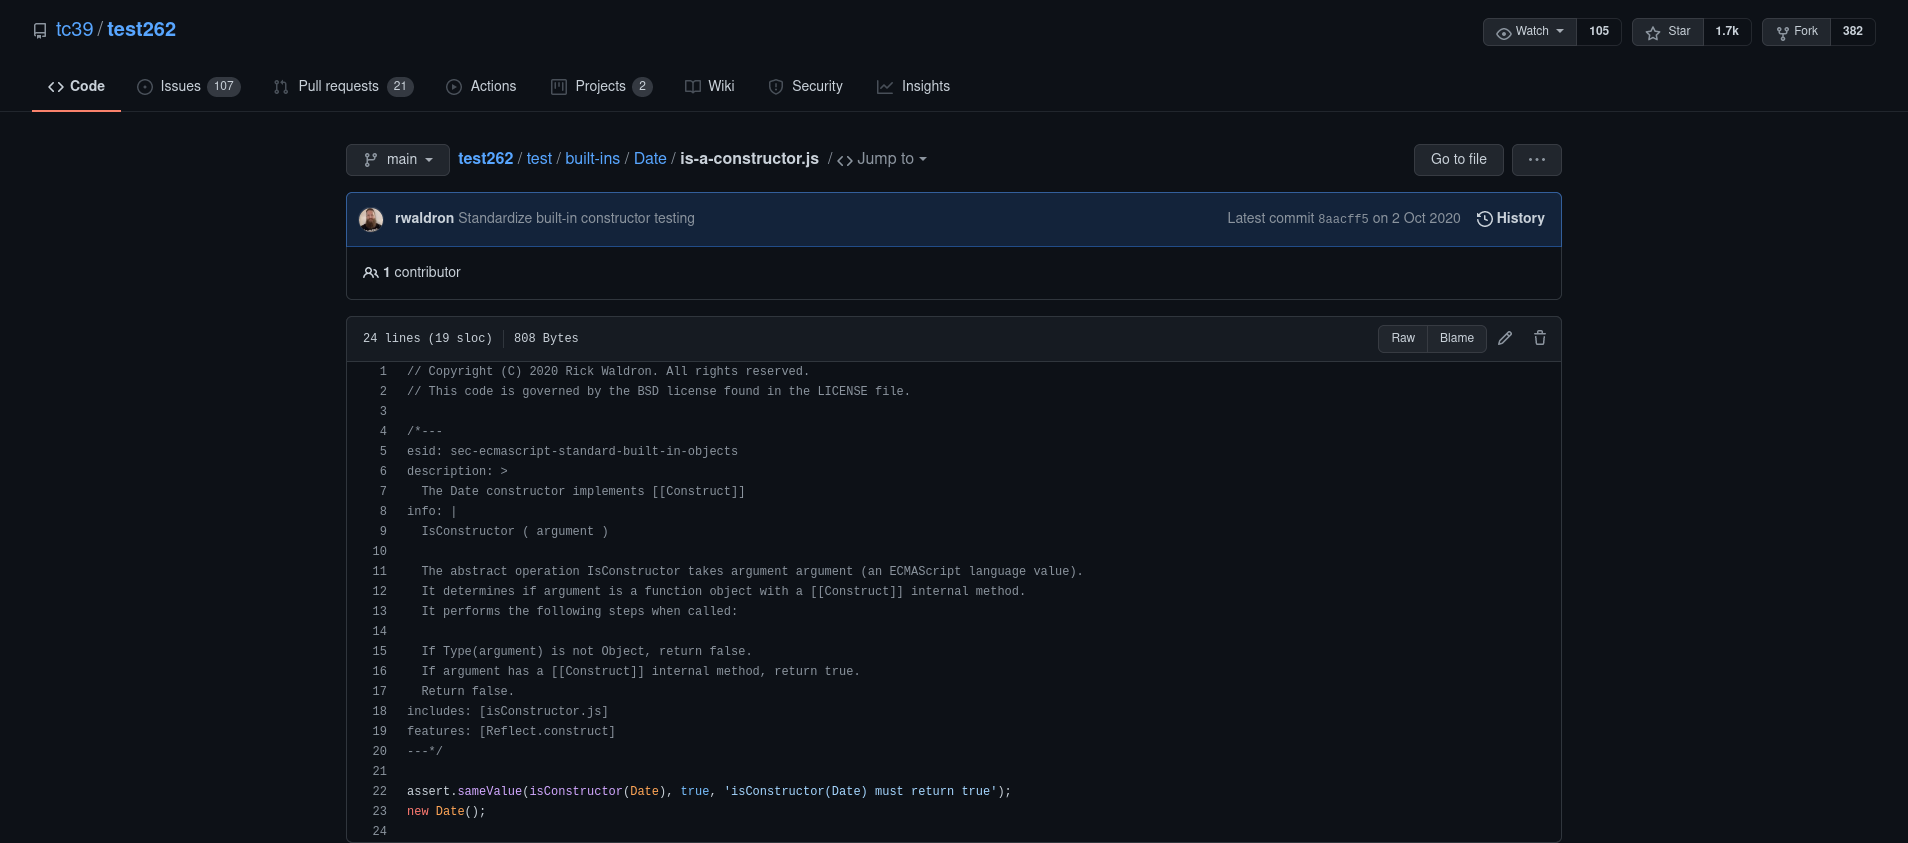 tc39 / test262
Watch 105 Star 1.7k Fork 382
Code Issues 107 Pull requests 21 Actions Projects 2 Wiki Security Insights
main test262 / test / built-ins / Date / is-a-constructor.js / <> Jump to Go to file ···
rwaldron Standardize built-in constructor testing Latest commit 8aacff5 on 2 Oct 2020 History
1 contributor
24 lines (19 sloc) 808 Bytes Raw Blame
1 // Copyright (C) 2020 Rick Waldron. All rights reserved.
2 // This code is governed by the BSD license found in the LICENSE file.
3
4 /*---
5 esid: sec-ecmascript-standard-built-in-objects
6 description: >
7 The Date constructor implements [[Construct]]
8 info: |
9 IsConstructor ( argument )
10
11 The abstract operation IsConstructor takes argument argument (an ECMAScript language value).
12 It determines if argument is a function object with a [[Construct]] internal method.
13 It performs the following steps when called:
14
15 If Type(argument) is not Object, return false.
16 If argument has a [[Construct]] internal method, return true.
17 Return false.
18 includes: [isConstructor.js]
19 features: [Reflect.construct]
20 ---*/
21
22 assert.sameValue(isConstructor(Date), true, 'isConstructor(Date) must return true');
23 new Date();
24